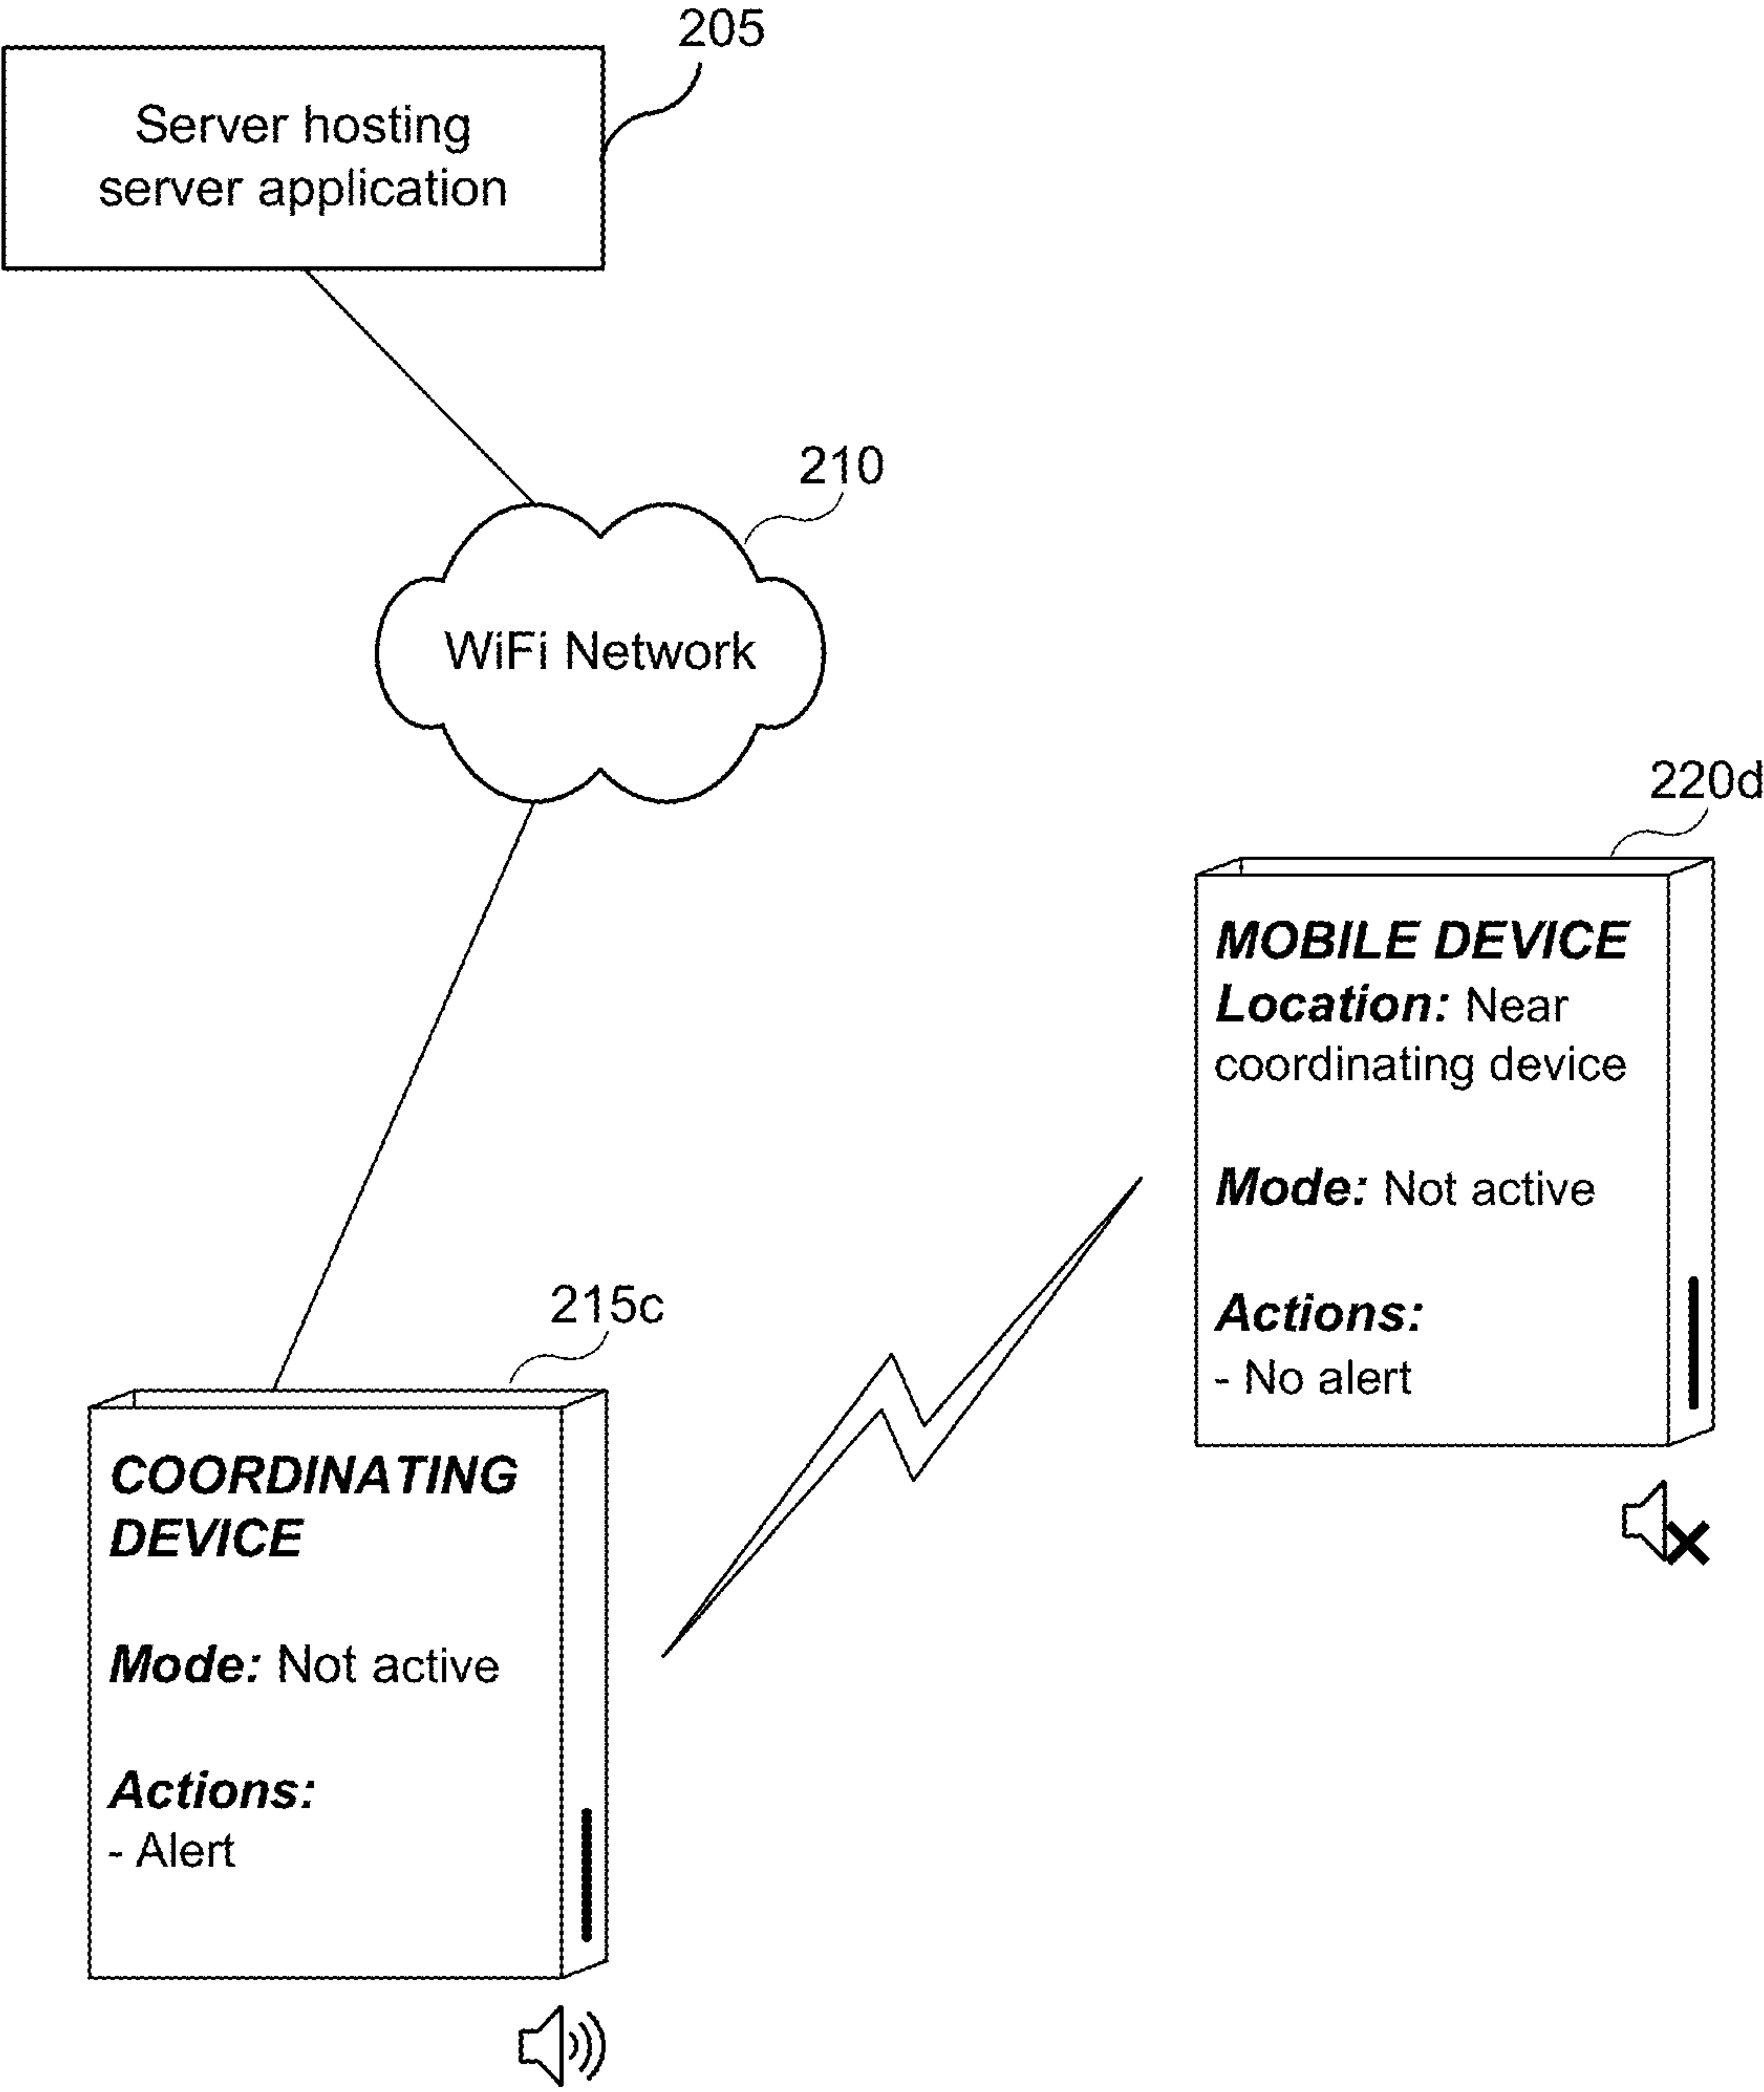 205
Server hosting
server application
210
WiFi Network
220d
MOBILE DEVICE
Location: Near
coordinating device
Mode: Not active
Actions:
- No alert
215c
COORDINATING
DEVICE
Mode: Not active
Actions:
- Alert